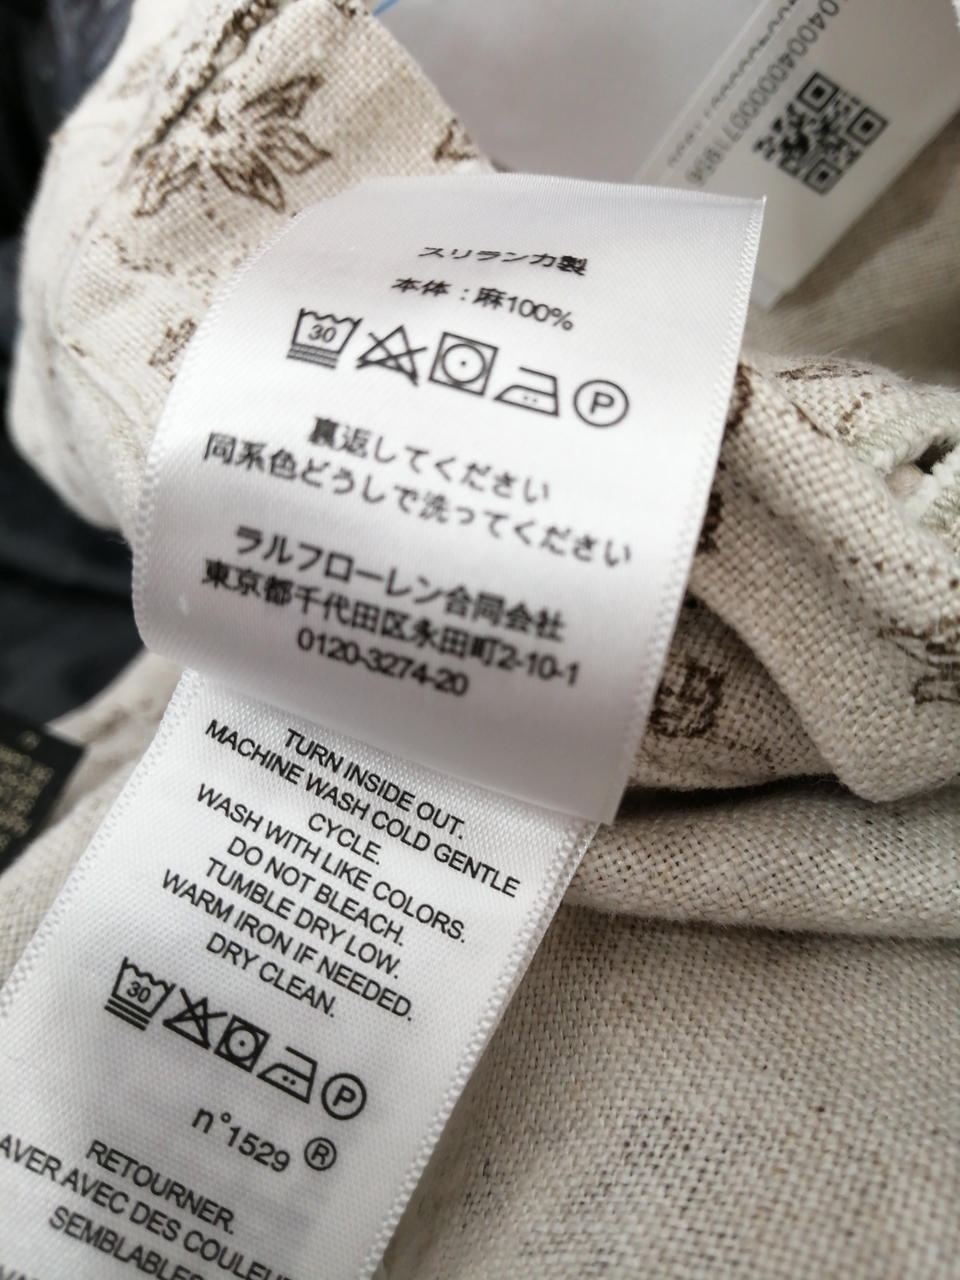 スリランカ製
本体：麻100%
30
P
裏返してください
同系色どうしで洗ってください
ラルフローレン合同会社
東京都千代田区永田町2-10-1
0120-3274-20
TURN INSIDE OUT.
MACHINE WASH COLD GENTLE
CYCLE.
WASH WITH LIKE COLORS.
DO NOT BLEACH.
TUMBLE DRY LOW.
WARM IRON IF NEEDED.
DRY CLEAN.
30
P
n°1529 ®
RETOURNER.
AVEC DES